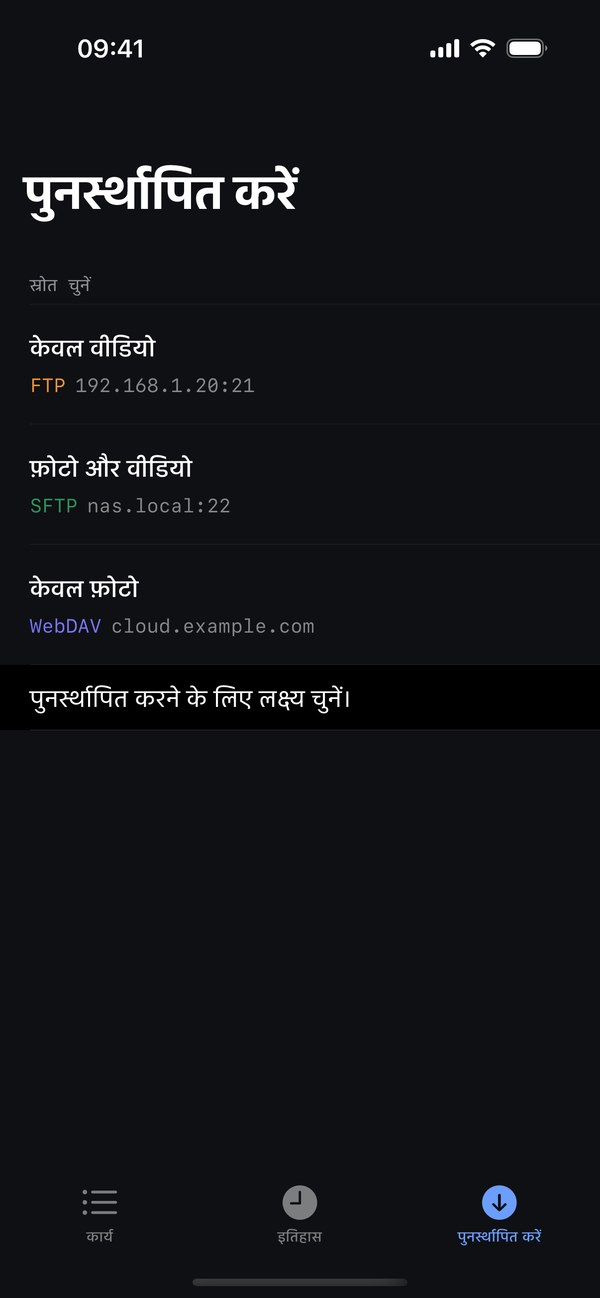 09:41
पुनर्स्थापित करें
स्रोत चुनें
केवल वीडियो
FTP 192.168.1.20:21
फ़ोटो और वीडियो
SFTP nas.local:22
केवल फ़ोटो
WebDAV cloud.example.com
पुनर्स्थापित करने के लिए लक्ष्य चुनें।
कार्य
इतिहास
पुनर्स्थापित करें